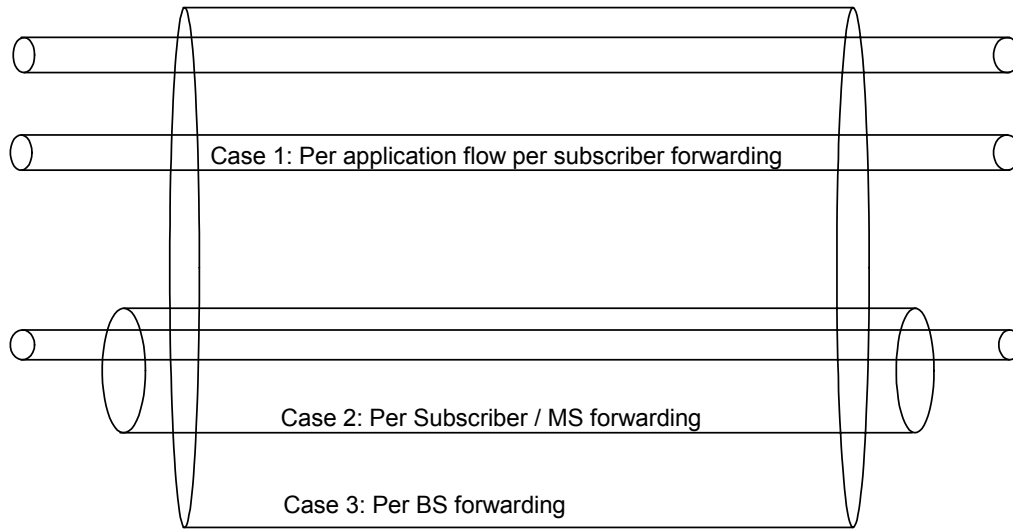 Case 1: Per application flow per subscriber forwarding
Case 2: Per Subscriber / MS forwarding
Case 3: Per BS forwarding